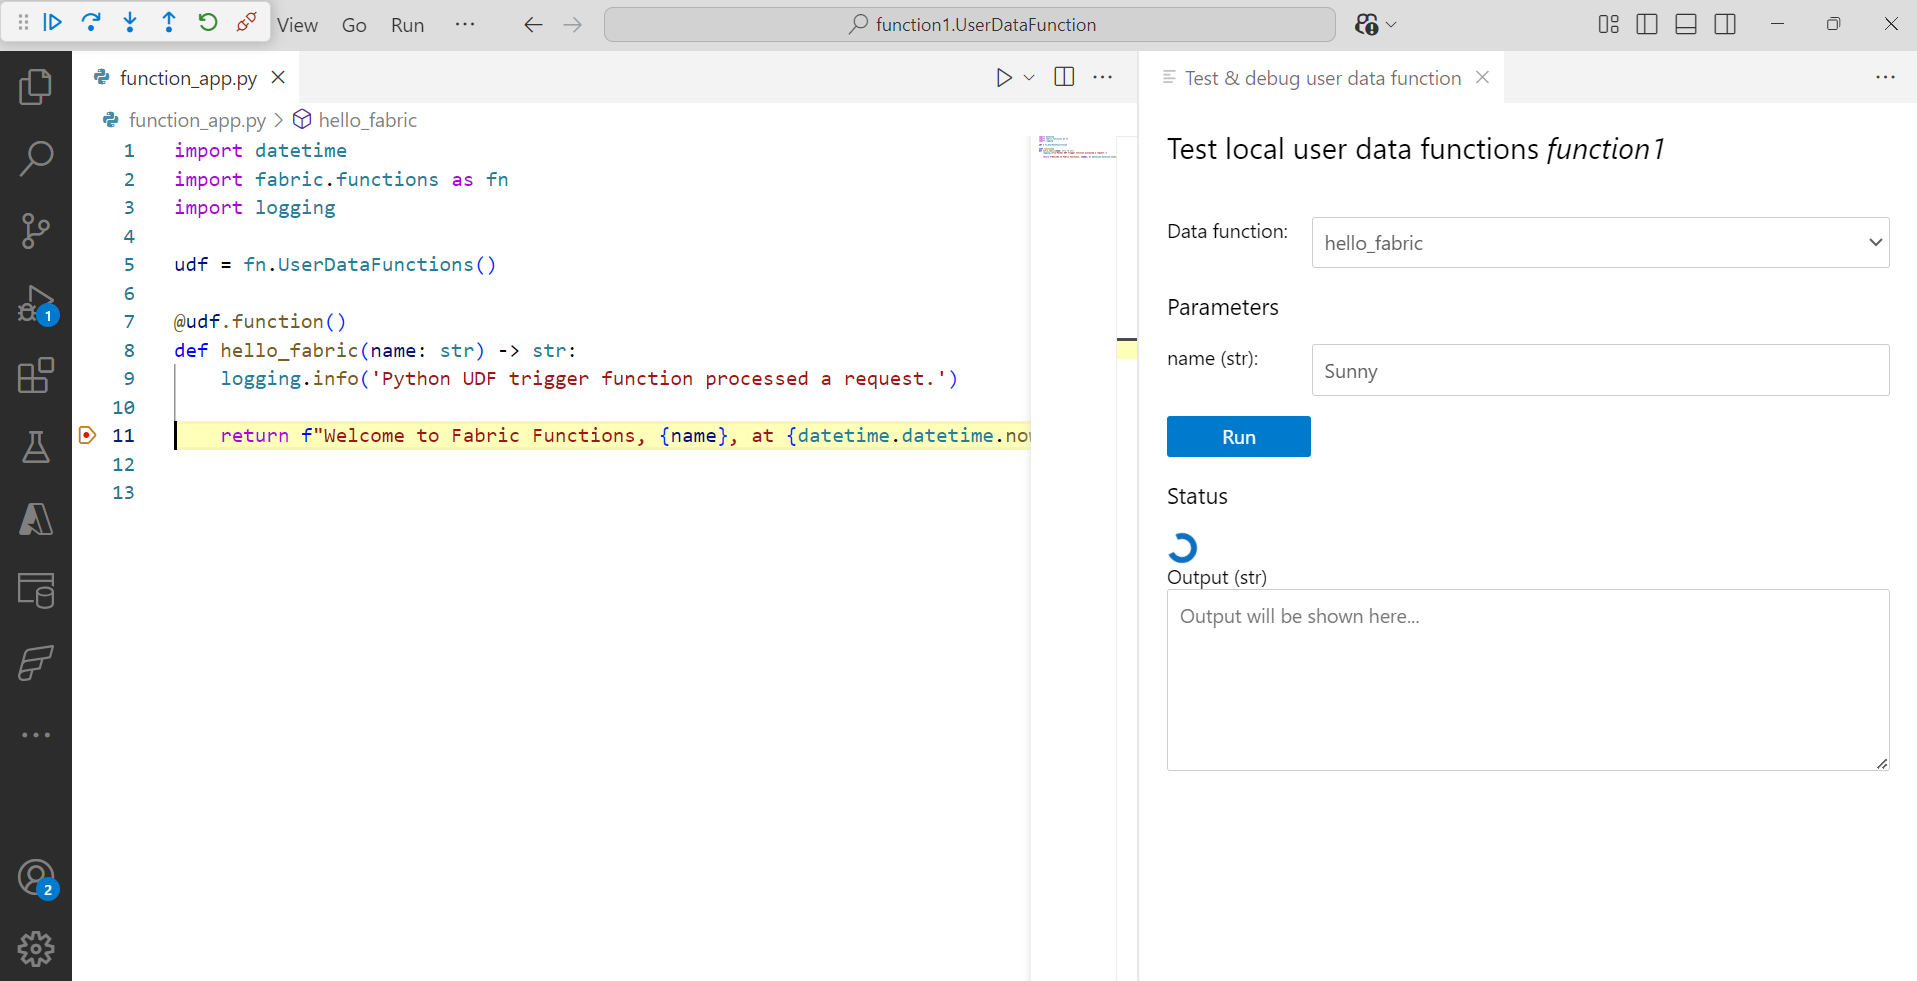 View Go Run ··· function1.UserDataFunction
function_app.py
function_app.py > hello_fabric
1 import datetime
2 import fabric.functions as fn
3 import logging
4
5 udf = fn.UserDataFunctions()
6
7 @udf.function()
8 def hello_fabric(name: str) -> str:
9 logging.info('Python UDF trigger function processed a request.')
10
11 return f"Welcome to Fabric Functions, {name}, at {datetime.datetime.now
12
13
1
2
Test & debug user data function
Test local user data functions function1
Data function: hello_fabric
Parameters
name (str): Sunny
Run
Status
Output (str)
Output will be shown here...